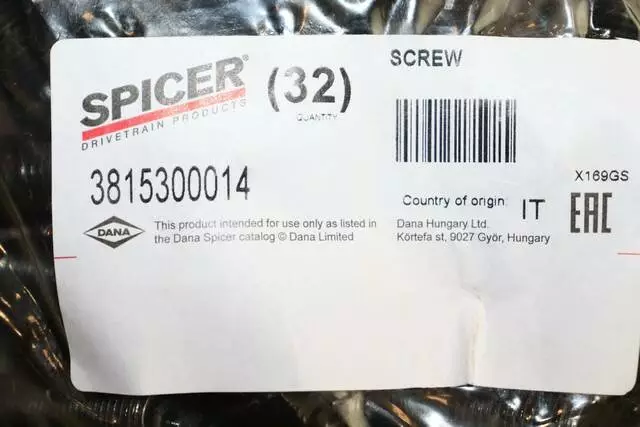 SPICER®
DRIVETRAIN PRODUCTS
(32)
QUANTITY
SCREW
3815300014
X169GS
Country of origin: IT
EAC
DANA
This product intended for use only as listed in
the Dana Spicer catalog © Dana Limited
Dana Hungary Ltd.
Körtefa st, 9027 Győr, Hungary